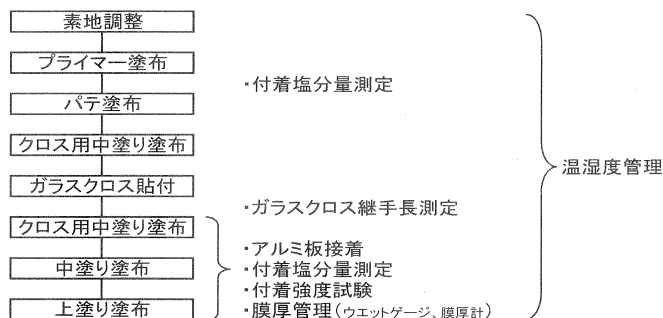 素地調整
プライマー塗布
・付着塩分量測定
パテ塗布
クロス用中塗り塗布
温湿度管理
ガラスクロス貼付
・ガラスクロス継手長測定
クロス用中塗り塗布
・アルミ板接着
中塗り塗布
・付着塩分量測定
・付着強度試験
上塗り塗布
・膜厚管理(ウエットゲージ、膜厚計)